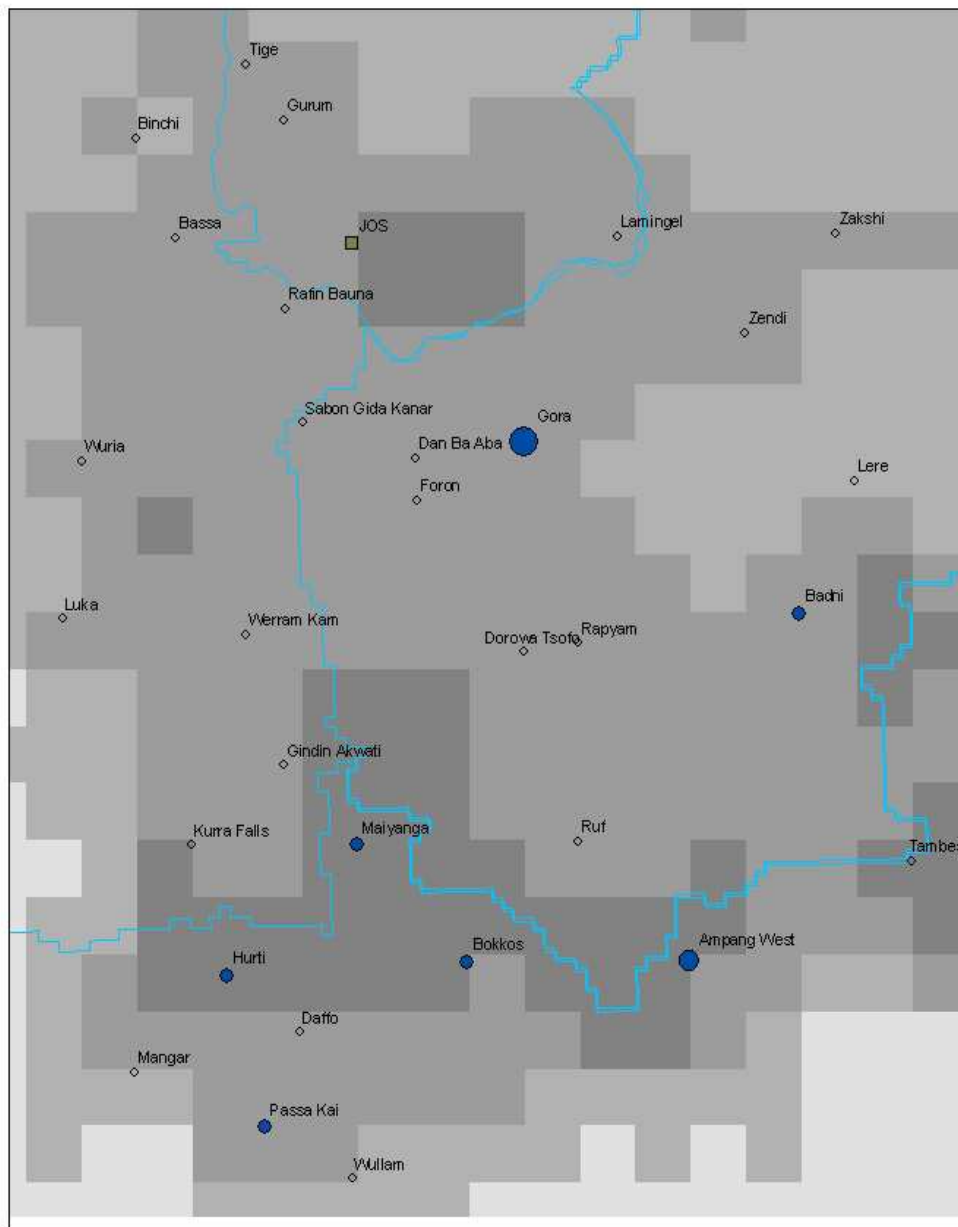 Tige
Gurum
Binchi
Bassa
JOS
Lamingel
Zakshi
Rafin Bauna
Zendi
Sabon Gida Kanar
Gora
Wuria
Dan Ba Aba
Lere
Foron
Badni
Luka
Werram Kam
Dorowa Tsofo
Rapyam
Gindin Akwati
Kurra Falls
Maiyanga
Ruf
Tambes
Hurti
Bokkos
Ampang West
Daffo
Mangar
Passa Kai
Wullam